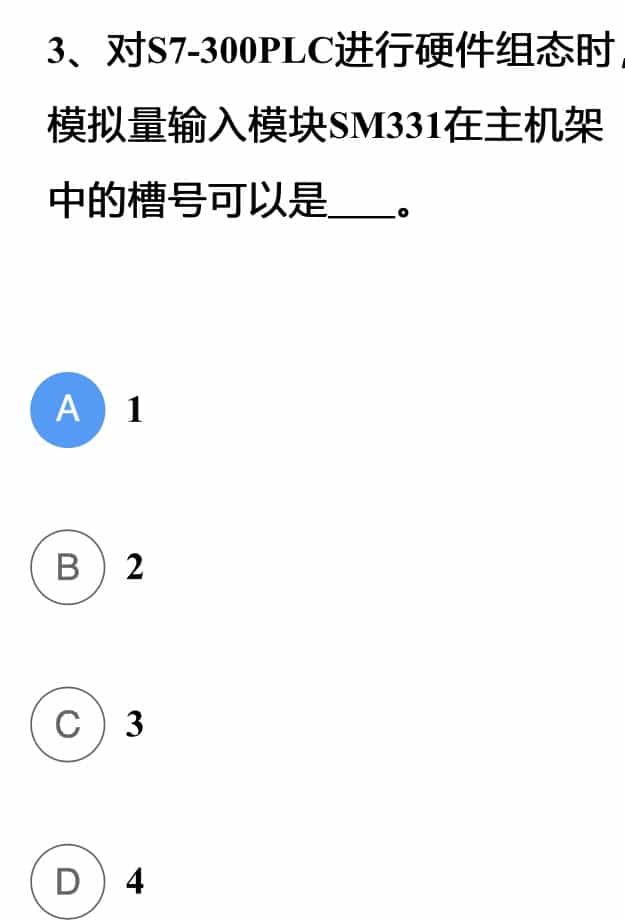 3、对S7-300PLC进行硬件组态时,
模拟量输入模块SM331在主机架
中的槽号可以是____。
A 1
B 2
C 3
D 4